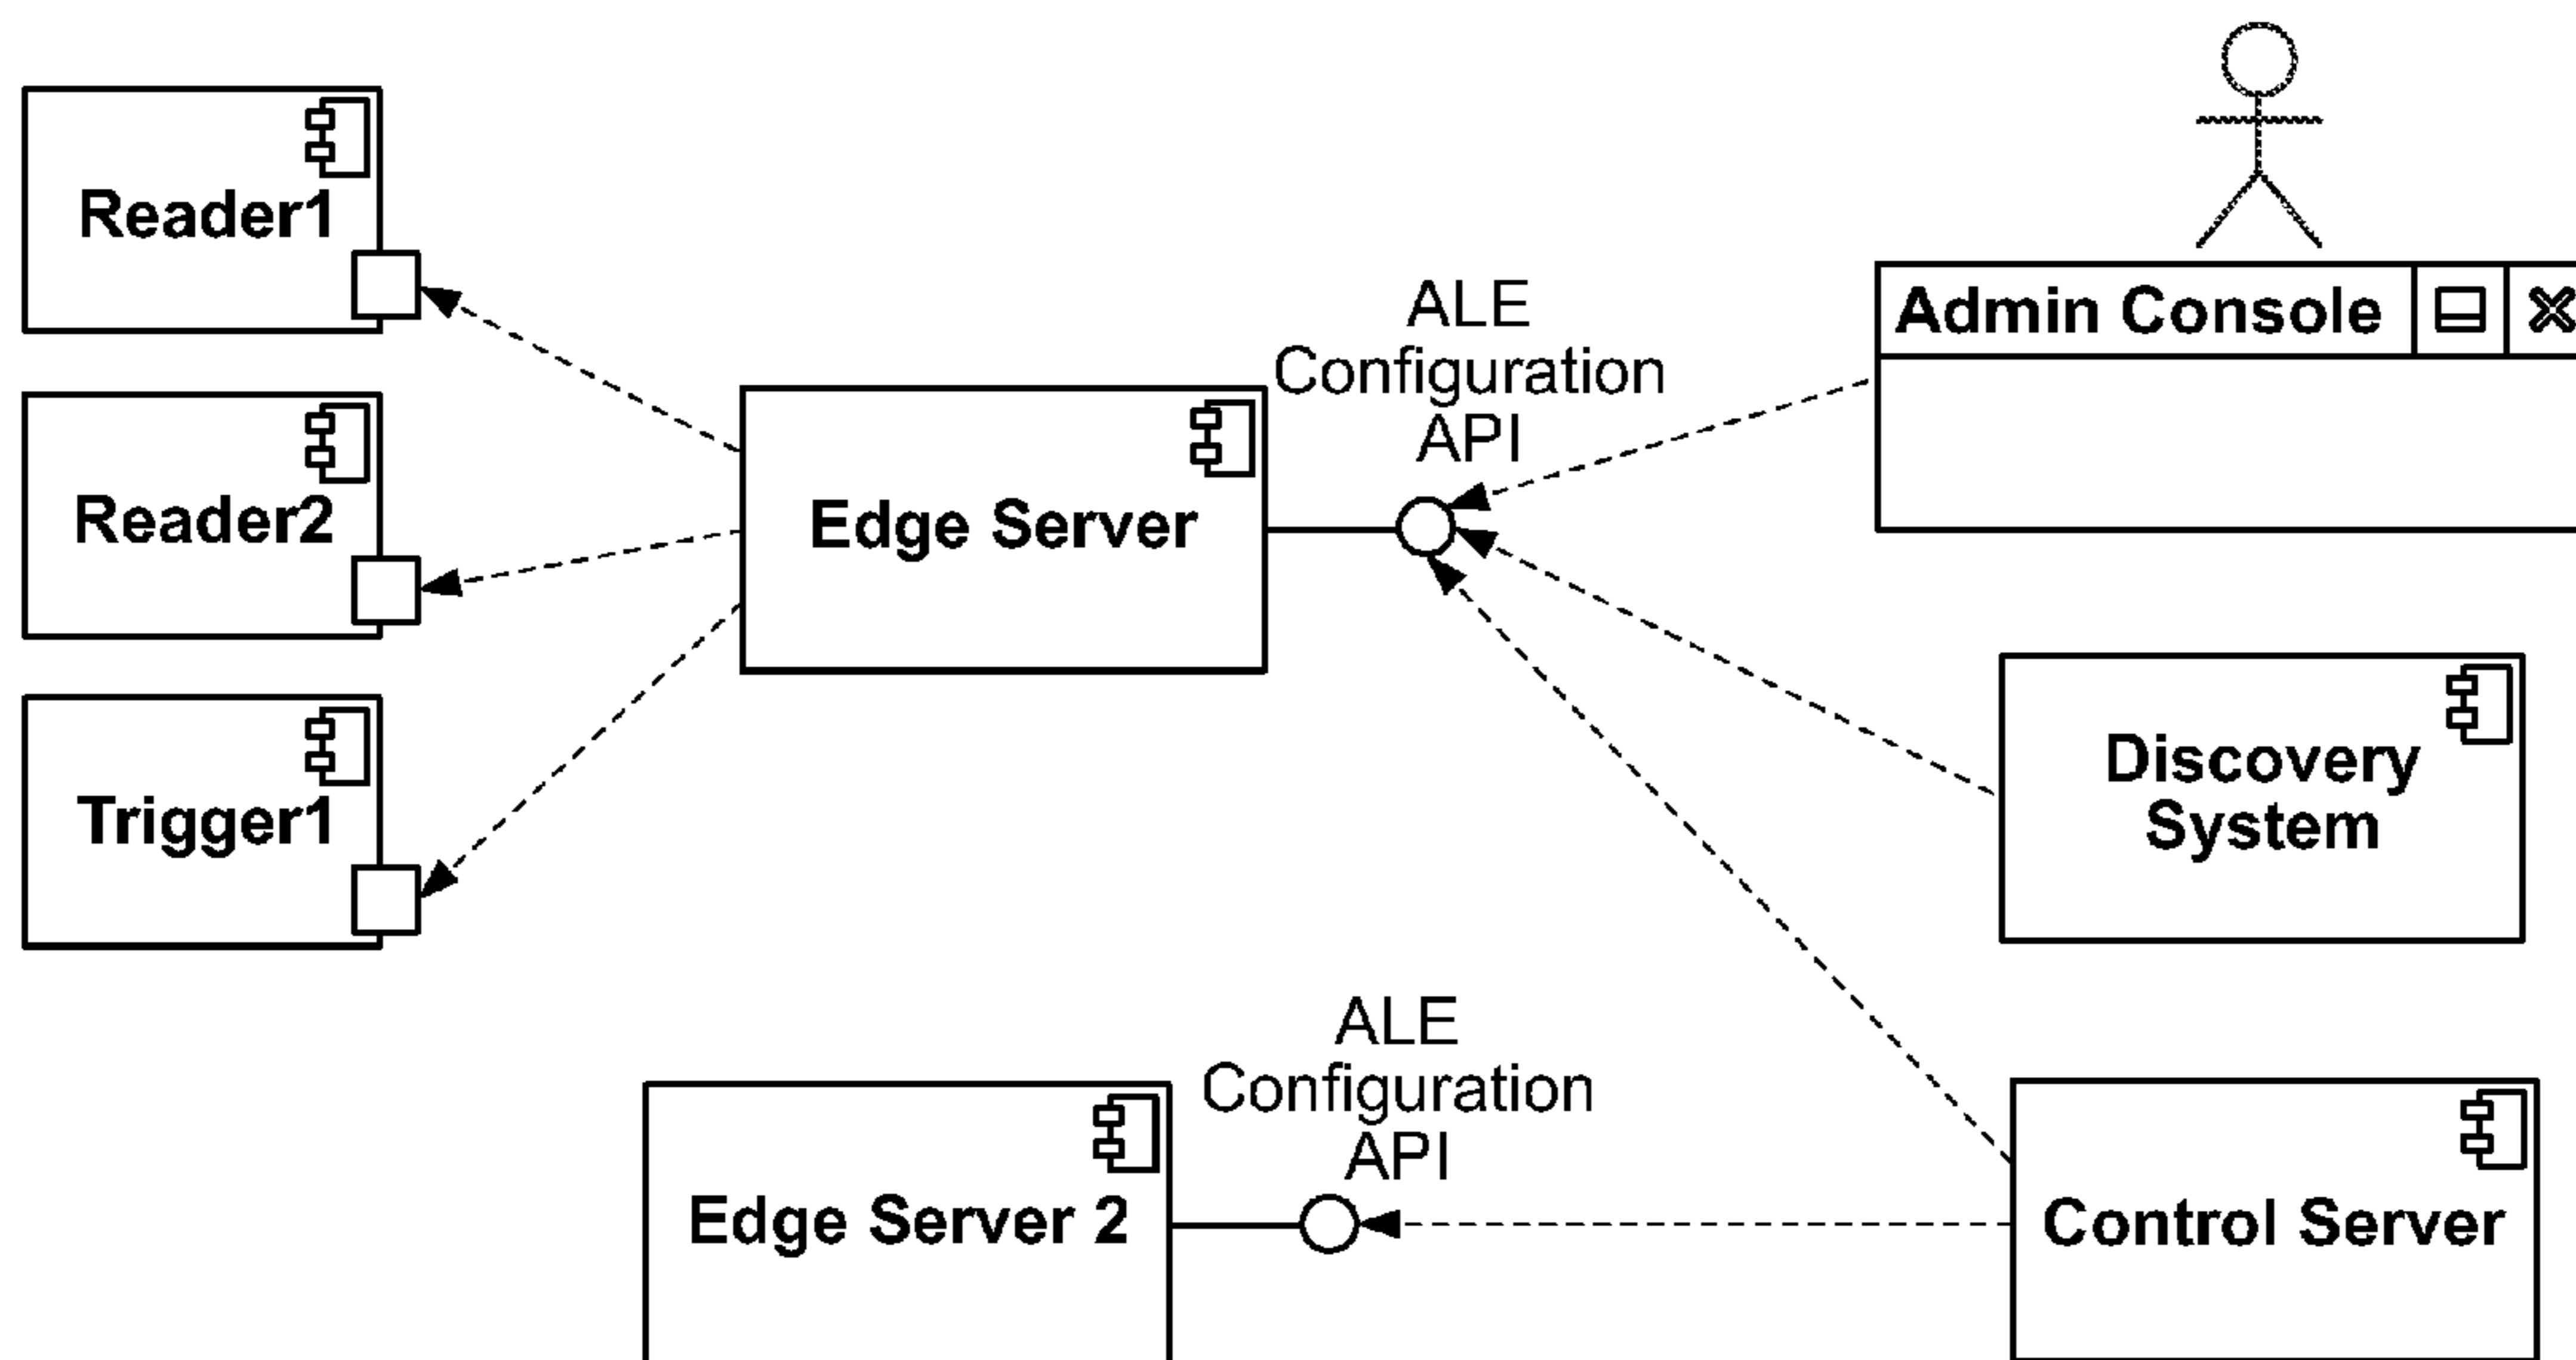 Reader1
ALE
Configuration
API
Admin Console
Reader2
Edge Server
Trigger1
Discovery
System
ALE
Configuration
API
Edge Server 2
Control Server